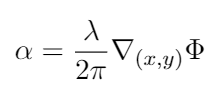 α = λ/2π ∇(x,y)Φ